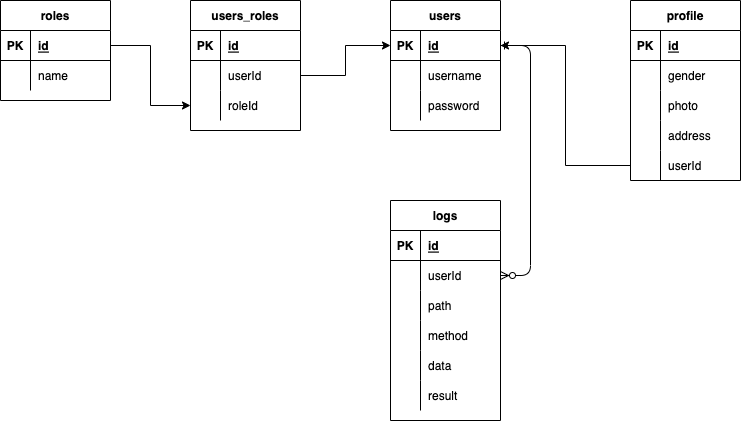 roles
PK id
name
users_roles
PK id
userId
roleId
users
PK id
username
password
profile
PK id
gender
photo
address
userId
logs
PK id
userId
path
method
data
result